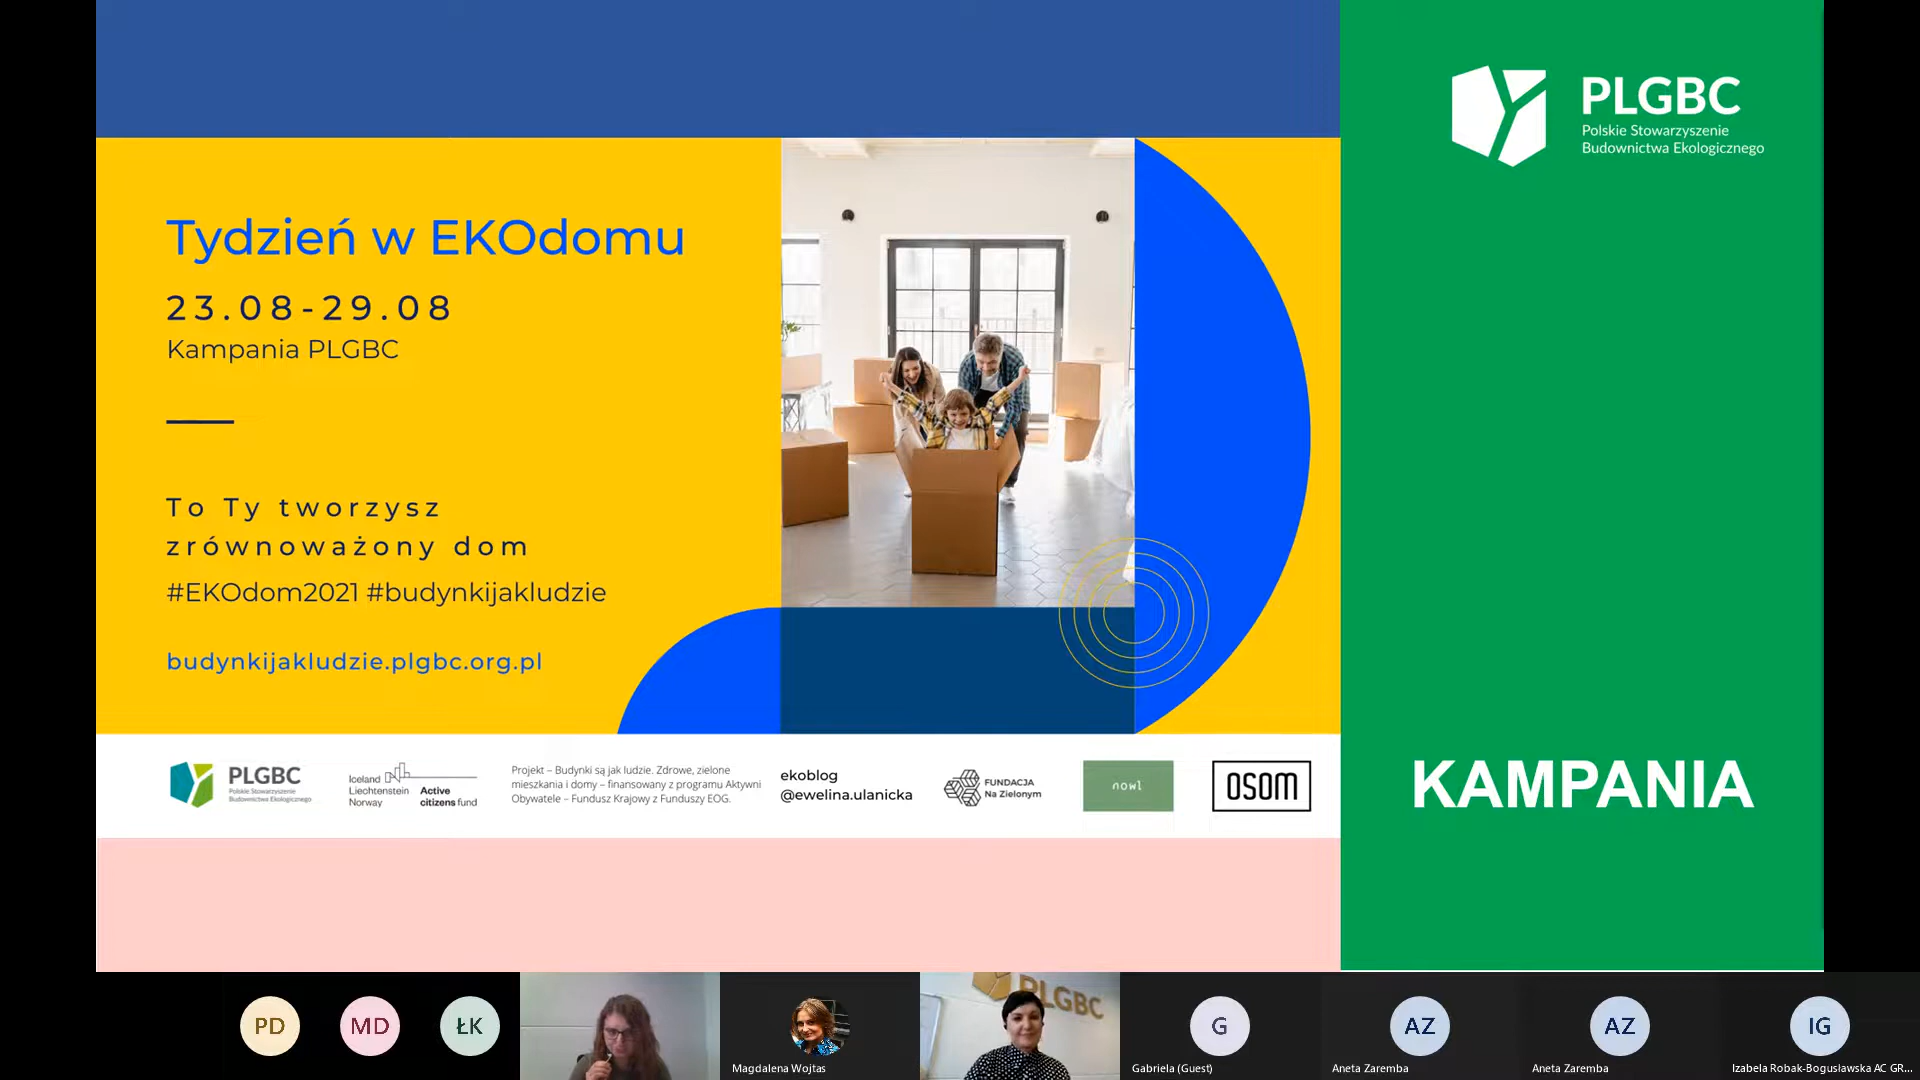 PLGBC
Polskie Stowarzyszenie
Budownictwa Ekologicznego
Tydzień w EKOdomu
23.08-29.08
Kampania PLGBC
To Ty tworzysz
zrównoważony dom
#EKOdom2021 #budynkijakludzie
budynkijakludzie.plgbc.org.pl
PLGBC
Polskie Stowarzyszenie
Budownictwa Ekologicznego
Iceland
Liechtenstein
Norway
Active
citizens fund
Projekt – Budynki są jak ludzie. Zdrowe, zielone
mieszkania i domy – finansowany z programu Aktywni
Obywatele – Fundusz Krajowy z Funduszy EOG.
ekoblog
@ewelina.ulanicka
FUNDACJA
Na Zielonym
nowl
OSOM
KAMPANIA
PD
MD
ŁK
Magdalena Wojtas
PLGBC
G
Gabriela (Guest)
AZ
Aneta Zaremba
AZ
Aneta Zaremba
IG
Izabela Robak-Bogusławska AC GR...